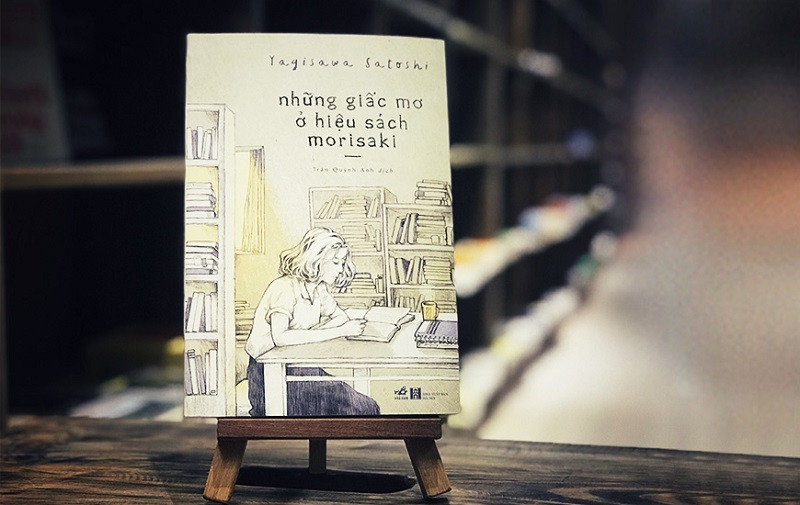 Yagisawa Satoshi
những giấc mơ
ở hiệu sách
morisaki
Trần Quỳnh Anh dịch